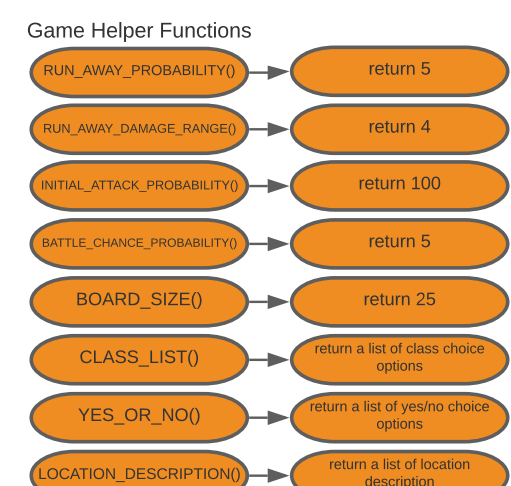 Game Helper Functions
RUN_AWAY_PROBABILITY()
return 5
RUN_AWAY_DAMAGE_RANGE()
return 4
INITIAL_ATTACK_PROBABILITY()
return 100
BATTLE_CHANCE_PROBABILITY()
return 5
BOARD_SIZE()
return 25
CLASS_LIST()
return a list of class choice
options
YES_OR_NO()
return a list of yes/no choice
options
LOCATION_DESCRIPTION()
return a list of location
description